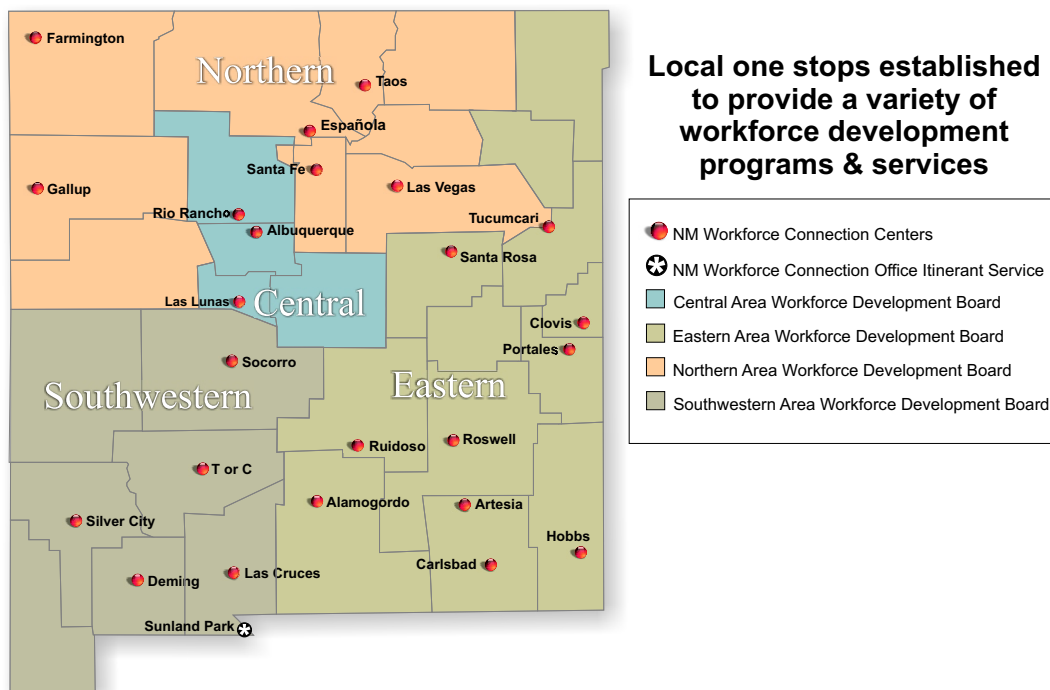 Farmington
Northern
Taos
Española
Santa Fe
Gallup
Las Vegas
Rio Rancho
Tucumcari
Albuquerque
Santa Rosa
Las Lunas
Central
Clovis
Portales
Socorro
Southwestern
Eastern
Ruidoso
Roswell
T or C
Alamogordo
Artesia
Silver City
Hobbs
Carlsbad
Deming
Las Cruces
Sunland Park
Local one stops established
to provide a variety of
workforce development
programs & services
NM Workforce Connection Centers
NM Workforce Connection Office Itinerant Service
Central Area Workforce Development Board
Eastern Area Workforce Development Board
Northern Area Workforce Development Board
Southwestern Area Workforce Development Board